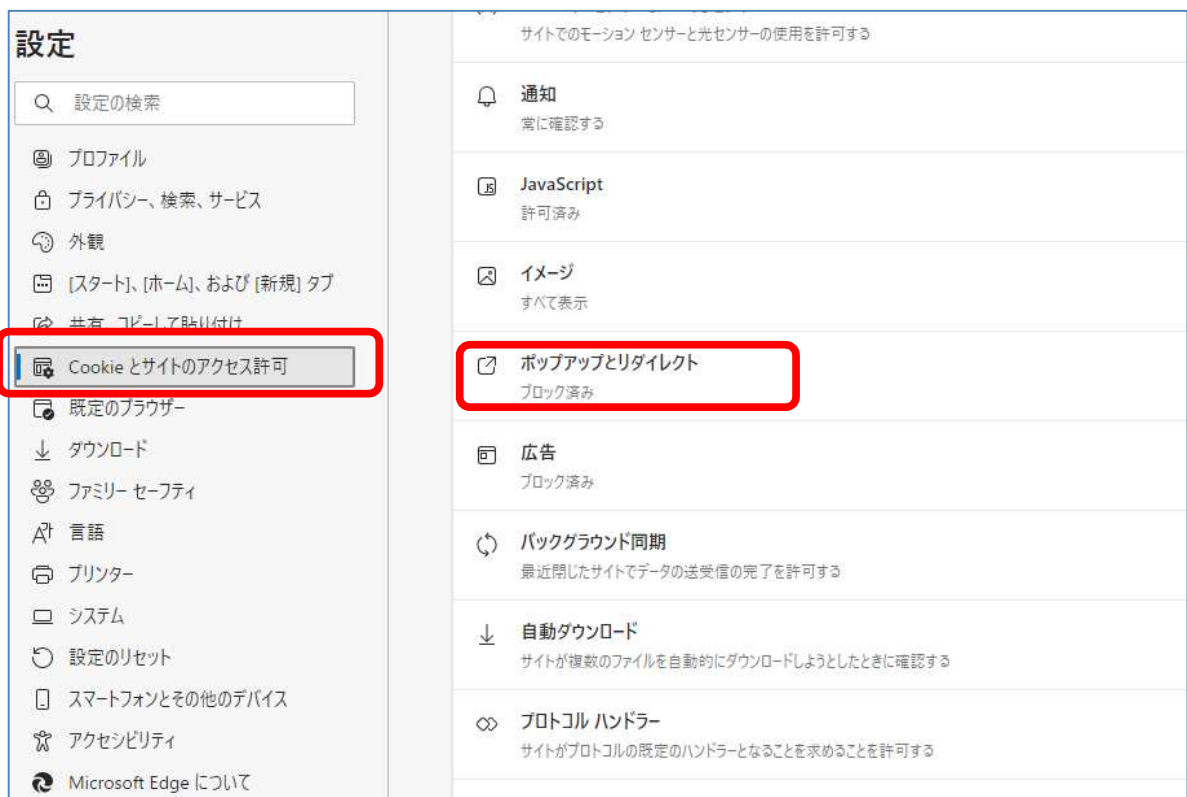 設定
設定の検索
プロファイル
プライバシー、検索、サービス
外観
[スタート]、[ホーム]、および [新規] タブ
共有、コピーして貼り付け
Cookie とサイトのアクセス許可
既定のブラウザー
ダウンロード
ファミリー セーフティ
言語
プリンター
システム
設定のリセット
スマートフォンとその他のデバイス
アクセシビリティ
Microsoft Edge について
サイトでのモーション センサーと光センサーの使用を許可する
通知
常に確認する
JavaScript
許可済み
イメージ
すべて表示
ポップアップとリダイレクト
ブロック済み
広告
ブロック済み
バックグラウンド同期
最近閉じたサイトでデータの送受信の完了を許可する
自動ダウンロード
サイトが複数のファイルを自動的にダウンロードしようとしたときに確認する
プロトコル ハンドラー
サイトがプロトコルの既定のハンドラーとなることを求めることを許可する